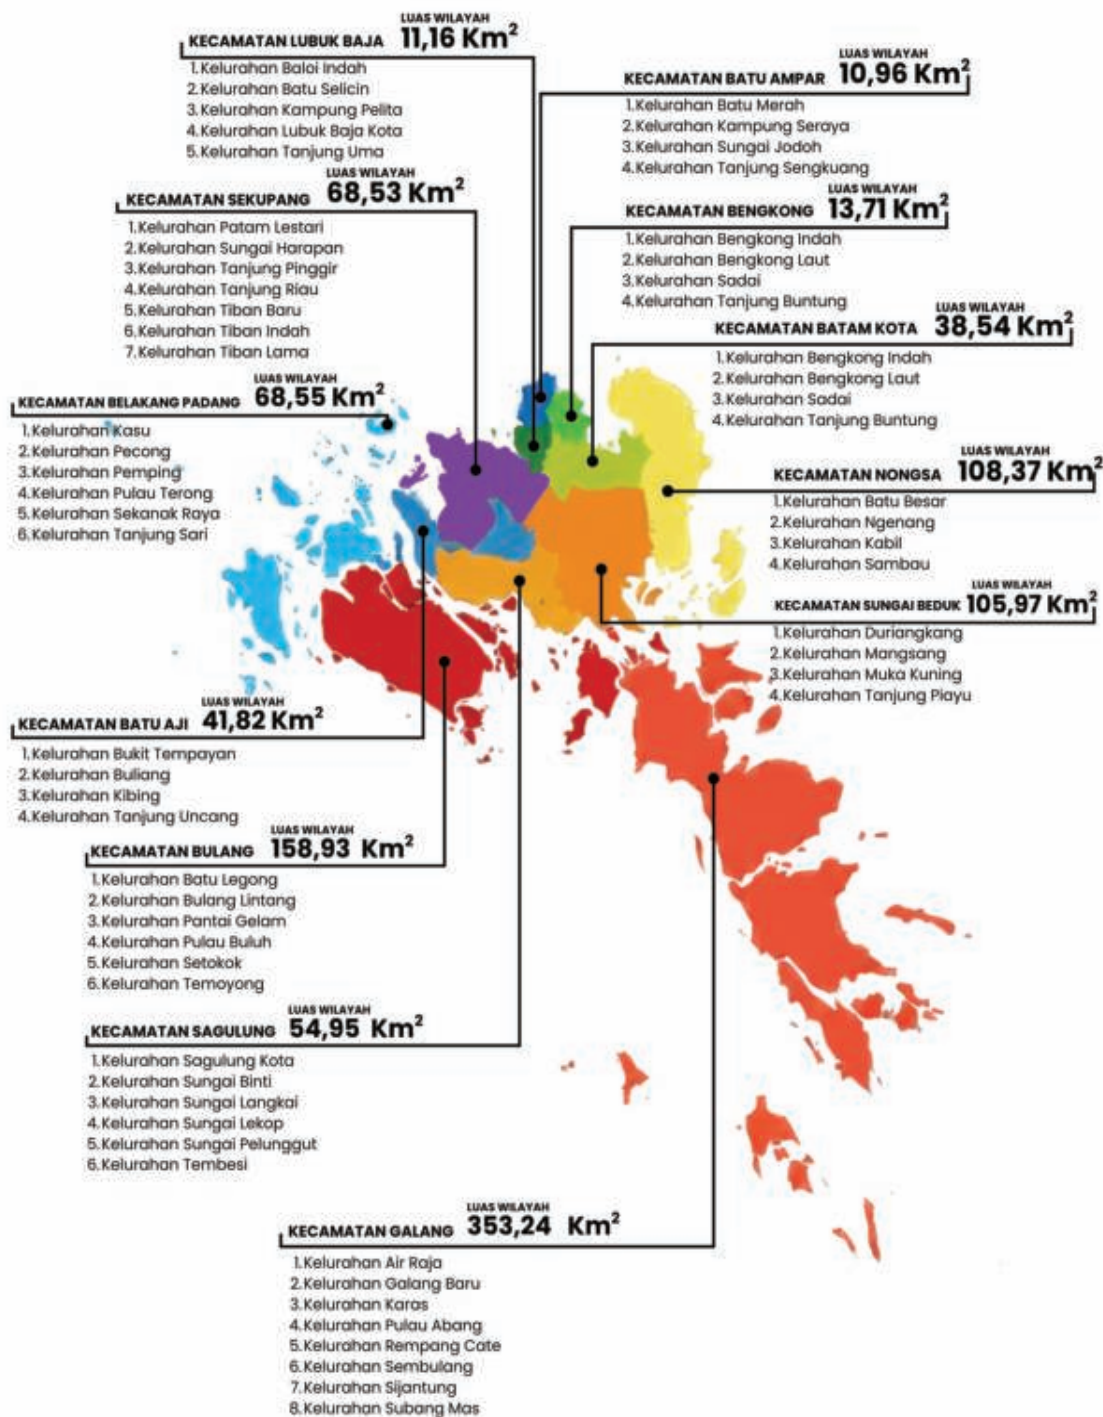 LUAS WILAYAH
KECAMATAN LUBUK BAJA 11,16 Km²
1.Kelurahan Baloi Indah
2.Kelurahan Batu Selicin
3.Kelurahan Kampung Pelita
4.Kelurahan Lubuk Baja Kota
5.Kelurahan Tanjung Uma
LUAS WILAYAH
KECAMATAN BATU AMPAR 10,96 Km²
1.Kelurahan Batu Merah
2.Kelurahan Kampung Seraya
3.Kelurahan Sungai Jodoh
4.Kelurahan Tanjung Sengkuang
LUAS WILAYAH
KECAMATAN SEKUPANG 68,53 Km²
1.Kelurahan Patam Lestari
2.Kelurahan Sungai Harapan
3.Kelurahan Tanjung Pinggir
4.Kelurahan Tanjung Riau
5.Kelurahan Tiban Baru
6.Kelurahan Tiban Indah
7.Kelurahan Tiban Lama
LUAS WILAYAH
KECAMATAN BENGKONG 13,71 Km²
1.Kelurahan Bengkong Indah
2.Kelurahan Bengkong Laut
3.Kelurahan Sadai
4.Kelurahan Tanjung Buntung
LUAS WILAYAH
KECAMATAN BATAM KOTA 38,54 Km²
1.Kelurahan Bengkong Indah
2.Kelurahan Bengkong Laut
3.Kelurahan Sadai
4.Kelurahan Tanjung Buntung
LUAS WILAYAH
KECAMATAN BELAKANG PADANG 68,55 Km²
1.Kelurahan Kasu
2.Kelurahan Pecong
3.Kelurahan Pemping
4.Kelurahan Pulau Terong
5.Kelurahan Sekanak Raya
6.Kelurahan Tanjung Sari
LUAS WILAYAH
KECAMATAN NONGSA 108,37 Km²
1.Kelurahan Batu Besar
2.Kelurahan Ngenang
3.Kelurahan Kabil
4.Kelurahan Sambau
LUAS WILAYAH
KECAMATAN SUNGAI BEDUK 105,97 Km²
1.Kelurahan Duriangkang
2.Kelurahan Mangsang
3.Kelurahan Muka Kuning
4.Kelurahan Tanjung Piayu
LUAS WILAYAH
KECAMATAN BATU AJI 41,82 Km²
1.Kelurahan Bukit Tempayan
2.Kelurahan Buliang
3.Kelurahan Kibing
4.Kelurahan Tanjung Uncang
LUAS WILAYAH
KECAMATAN BULANG 158,93 Km²
1.Kelurahan Batu Legong
2.Kelurahan Bulang Lintang
3.Kelurahan Pantai Gelam
4.Kelurahan Pulau Buluh
5.Kelurahan Setokok
6.Kelurahan Temoyong
LUAS WILAYAH
KECAMATAN SAGULUNG 54,95 Km²
1.Kelurahan Sagulung Kota
2.Kelurahan Sungai Binti
3.Kelurahan Sungai Langkai
4.Kelurahan Sungai Lekop
5.Kelurahan Sungai Pelunggut
6.Kelurahan Tembesi
LUAS WILAYAH
KECAMATAN GALANG 353,24 Km²
1.Kelurahan Air Raja
2.Kelurahan Galang Baru
3.Kelurahan Karas
4.Kelurahan Pulau Abang
5.Kelurahan Rempang Cate
6.Kelurahan Sembulang
7.Kelurahan Sijantung
8.Kelurahan Subang Mas